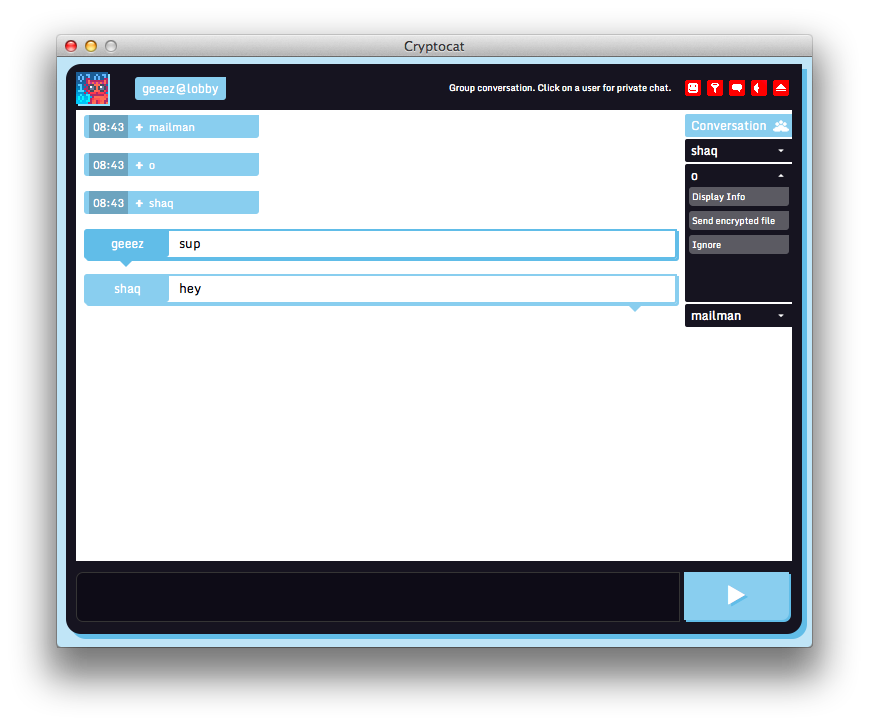 Cryptocat
geeez@lobby
Group conversation. Click on a user for private chat.
08:43 + mailman
08:43 + o
08:43 + shaq
geeez sup
shaq hey
Conversation
shaq
o
Display Info
Send encrypted file
Ignore
mailman